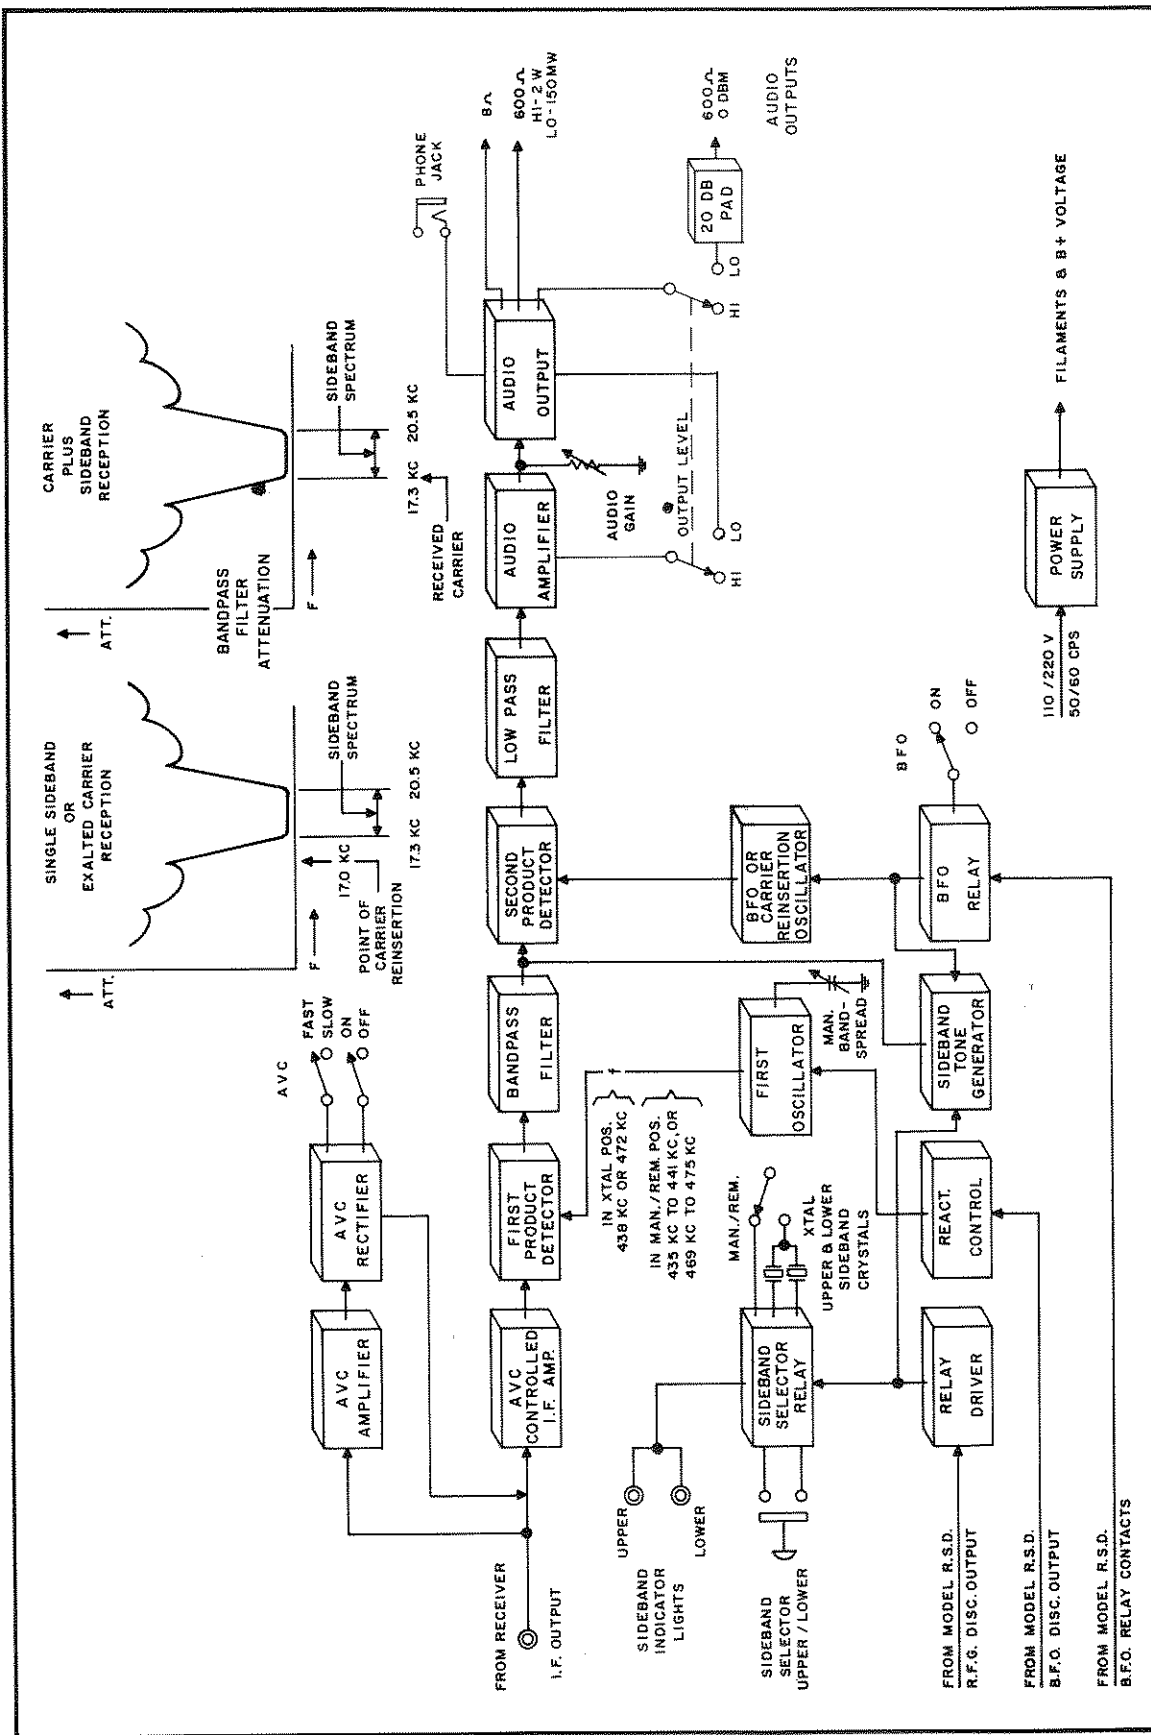 SINGLE SIDEBAND
OR
EXALTED CARRIER
RECEPTION
ATT.
F
17.0 KC
POINT OF
CARRIER
REINSERTION
SIDEBAND
SPECTRUM
17.3 KC 20.5 KC
CARRIER
PLUS
SIDEBAND
RECEPTION
ATT.
BANDPASS
FILTER
ATTENUATION
F
SIDEBAND
SPECTRUM
17.3 KC 20.5 KC
RECEIVED
CARRIER
AVC
FAST
SLOW
ON
OFF
AVC
AMPLIFIER
AVC
RECTIFIER
FROM RECEIVER
I.F. OUTPUT
AVC
CONTROLLED
I.F. AMP.
FIRST
PRODUCT
DETECTOR
BANDPASS
FILTER
SECOND
PRODUCT
DETECTOR
LOW PASS
FILTER
AUDIO
AMPLIFIER
AUDIO
OUTPUT
PHONE
JACK
8Ω
600Ω
HI-2W
LO-150MW
AUDIO
GAIN
OUTPUT LEVEL
HI
LO
HI
LO
20 DB
PAD
600Ω
0 DBM
AUDIO
OUTPUTS
f
IN XTAL POS.
438 KC OR 472 KC
IN MAN./REM. POS.
435 KC TO 441 KC, OR
469 KC TO 475 KC
UPPER
LOWER
SIDEBAND
INDICATOR
LIGHTS
SIDEBAND
SELECTOR
UPPER / LOWER
SIDEBAND
SELECTOR
RELAY
MAN./REM.
XTAL
UPPER & LOWER
SIDEBAND
CRYSTALS
FIRST
OSCILLATOR
MAN.
BAND-
SPREAD
BFO OR
CARRIER
REINSERTION
OSCILLATOR
RELAY
DRIVER
REACT.
CONTROL
SIDEBAND
TONE
GENERATOR
BFO
RELAY
BFO
ON
OFF
110/220 V
50/60 CPS
POWER
SUPPLY
FILAMENTS & B+ VOLTAGE
FROM MODEL R.S.D.
R.F.G. DISC. OUTPUT
FROM MODEL R.S.D.
B.F.O. DISC. OUTPUT
FROM MODEL R.S.D.
B.F.O. RELAY CONTACTS